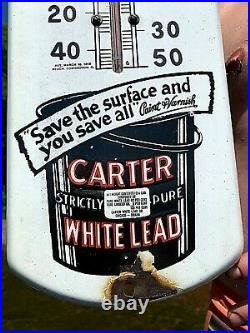 20 30
40 50
"Save the surface and
you save all" Paint & Varnish
CARTER
STRICTLY PURE
WHITE LEAD